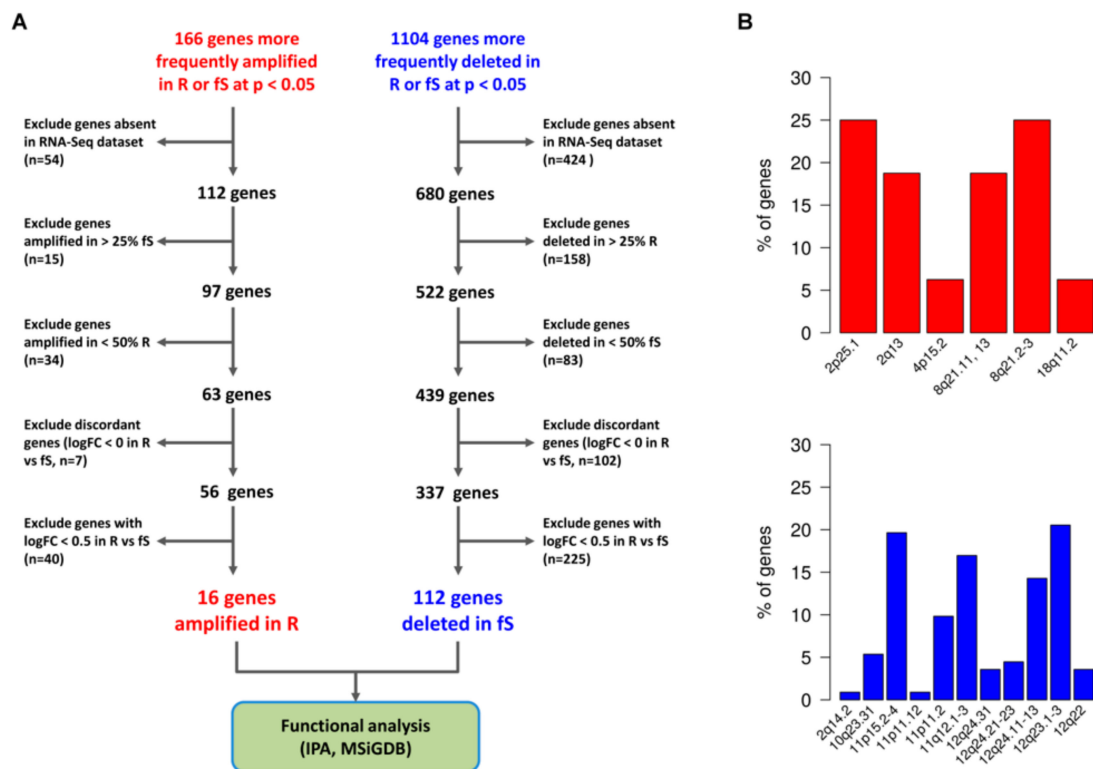 A
166 genes more
frequently amplified
in R or fS at p < 0.05
1104 genes more
frequently deleted in
R or fS at p < 0.05
Exclude genes absent
in RNA-Seq dataset
(n=54)
Exclude genes absent
in RNA-Seq dataset
(n=424 )
112 genes
680 genes
Exclude genes
amplified in > 25% fS
(n=15)
Exclude genes
deleted in > 25% R
(n=158)
97 genes
522 genes
Exclude genes
amplified in < 50% R
(n=34)
Exclude genes
deleted in < 50% fS
(n=83)
63 genes
439 genes
Exclude discordant
genes (logFC < 0 in R
vs fS, n=7)
Exclude discordant
genes (logFC < 0 in R
vs fS, n=102)
56 genes
337 genes
Exclude genes with
logFC < 0.5 in R vs fS
(n=40)
Exclude genes with
logFC < 0.5 in R vs fS
(n=225)
16 genes
amplified in R
112 genes
deleted in fS
Functional analysis
(IPA, MSiGDB)
B
% of genes
30
25
20
15
10
5
0
2p25.1
2q13
4p15.2
8q21.11, 13
8q21.2-3
18q11.2
% of genes
30
25
20
15
10
5
0
2q14.2
10q23.31
11p15.2-4
11p11.12
11p11.2
11q12.1-3
12q24.31
12q24.21-23
12q24.11-13
12q23.1-3
12q22